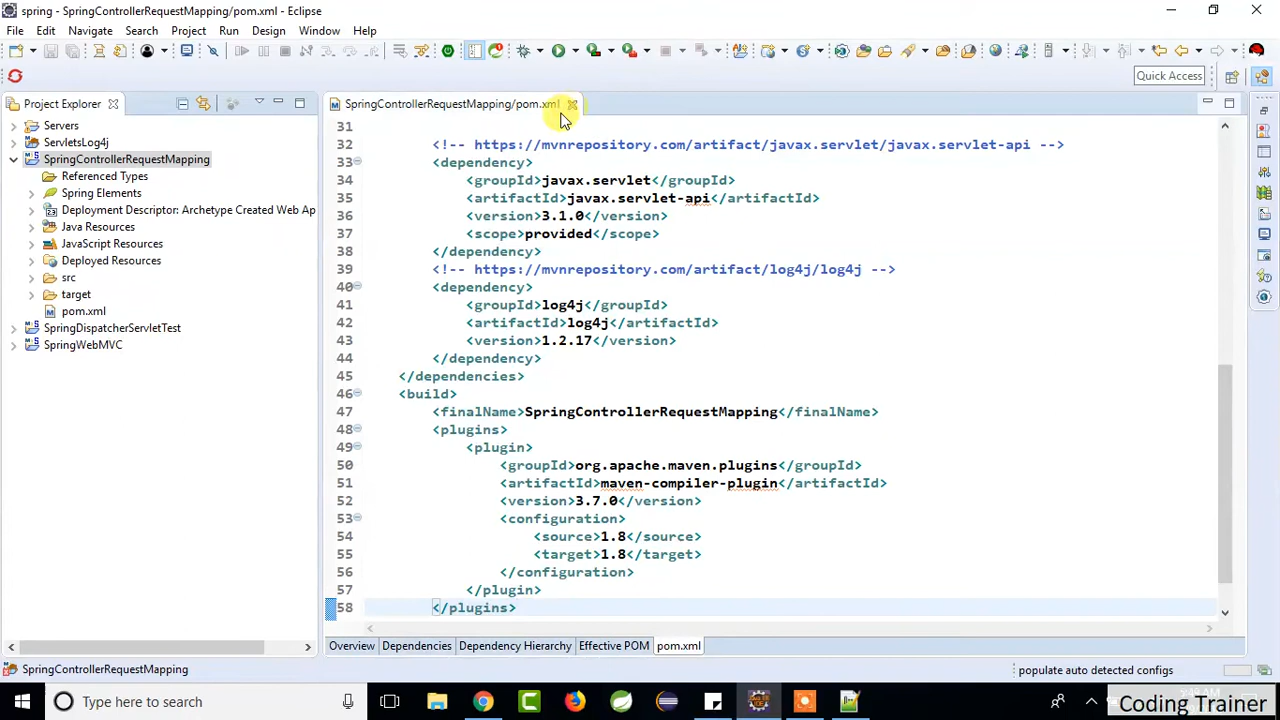 spring - SpringControllerRequestMapping/pom.xml - Eclipse
File Edit Navigate Search Project Run Design Window Help
Quick Access
Project Explorer
SpringControllerRequestMapping/pom.xml
Servers
ServletsLog4j
SpringControllerRequestMapping
Referenced Types
Spring Elements
Deployment Descriptor: Archetype Created Web Ap
Java Resources
JavaScript Resources
Deployed Resources
src
target
pom.xml
SpringDispatcherServletTest
SpringWebMVC
31
32 <!-- https://mvnrepository.com/artifact/javax.servlet/javax.servlet-api -->
33 <dependency>
34 <groupId>javax.servlet</groupId>
35 <artifactId>javax.servlet-api</artifactId>
36 <version>3.1.0</version>
37 <scope>provided</scope>
38 </dependency>
39 <!-- https://mvnrepository.com/artifact/log4j/log4j -->
40 <dependency>
41 <groupId>log4j</groupId>
42 <artifactId>log4j</artifactId>
43 <version>1.2.17</version>
44 </dependency>
45 </dependencies>
46 <build>
47 <finalName>SpringControllerRequestMapping</finalName>
48 <plugins>
49 <plugin>
50 <groupId>org.apache.maven.plugins</groupId>
51 <artifactId>maven-compiler-plugin</artifactId>
52 <version>3.7.0</version>
53 <configuration>
54 <source>1.8</source>
55 <target>1.8</target>
56 </configuration>
57 </plugin>
58 </plugins>
Overview Dependencies Dependency Hierarchy Effective POM pom.xml
SpringControllerRequestMapping
populate auto detected configs
Type here to search
Coding Trainer